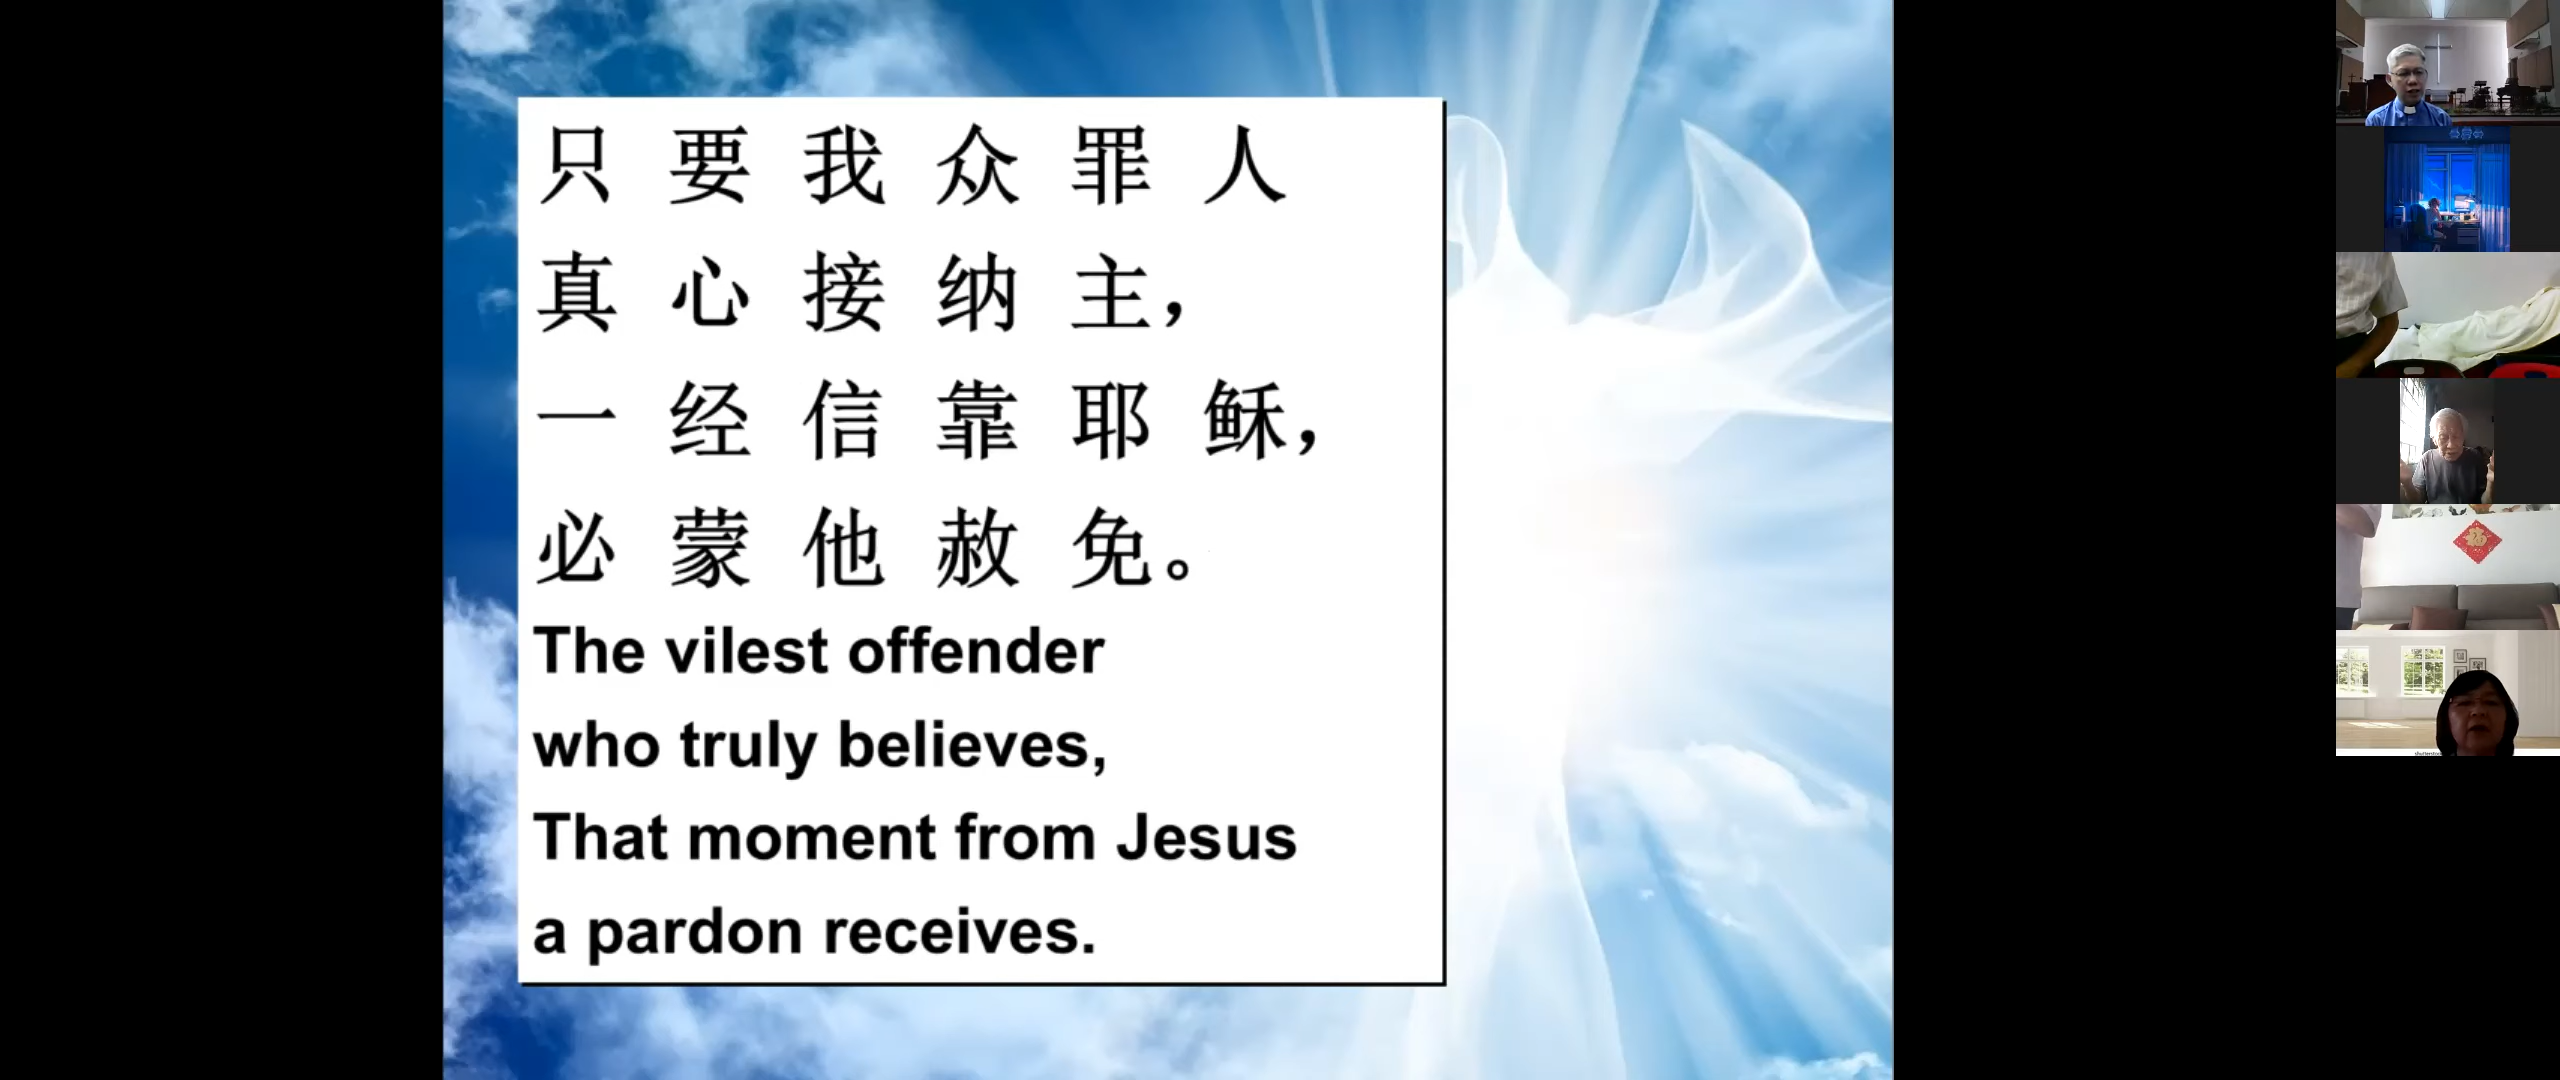 只 要 我 众 罪 人
真 心 接 纳 主，
一 经 信 靠 耶 稣，
必 蒙 他 赦 免。
The vilest offender
who truly believes,
That moment from Jesus
a pardon receives.
福